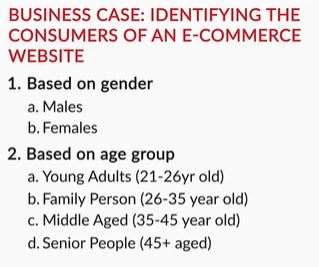 BUSINESS CASE: IDENTIFYING THE
CONSUMERS OF AN E-COMMERCE
WEBSITE
1. Based on gender
a. Males
b. Females
2. Based on age group
a. Young Adults (21-26yr old)
b. Family Person (26-35 year old)
c. Middle Aged (35-45 year old)
d. Senior People (45+ aged)